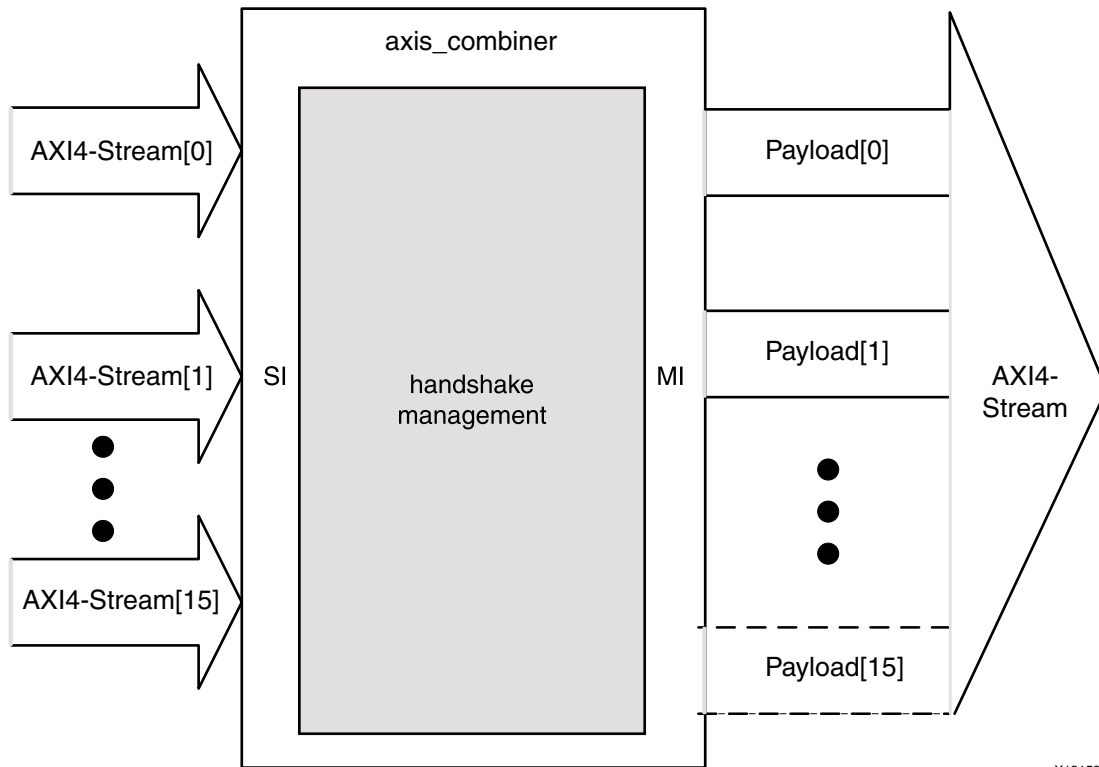 axis_combiner
AXI4-Stream[0]
Payload[0]
AXI4-Stream[1]
SI
handshake
management
MI
Payload[1]
AXI4-
Stream
AXI4-Stream[15]
Payload[15]